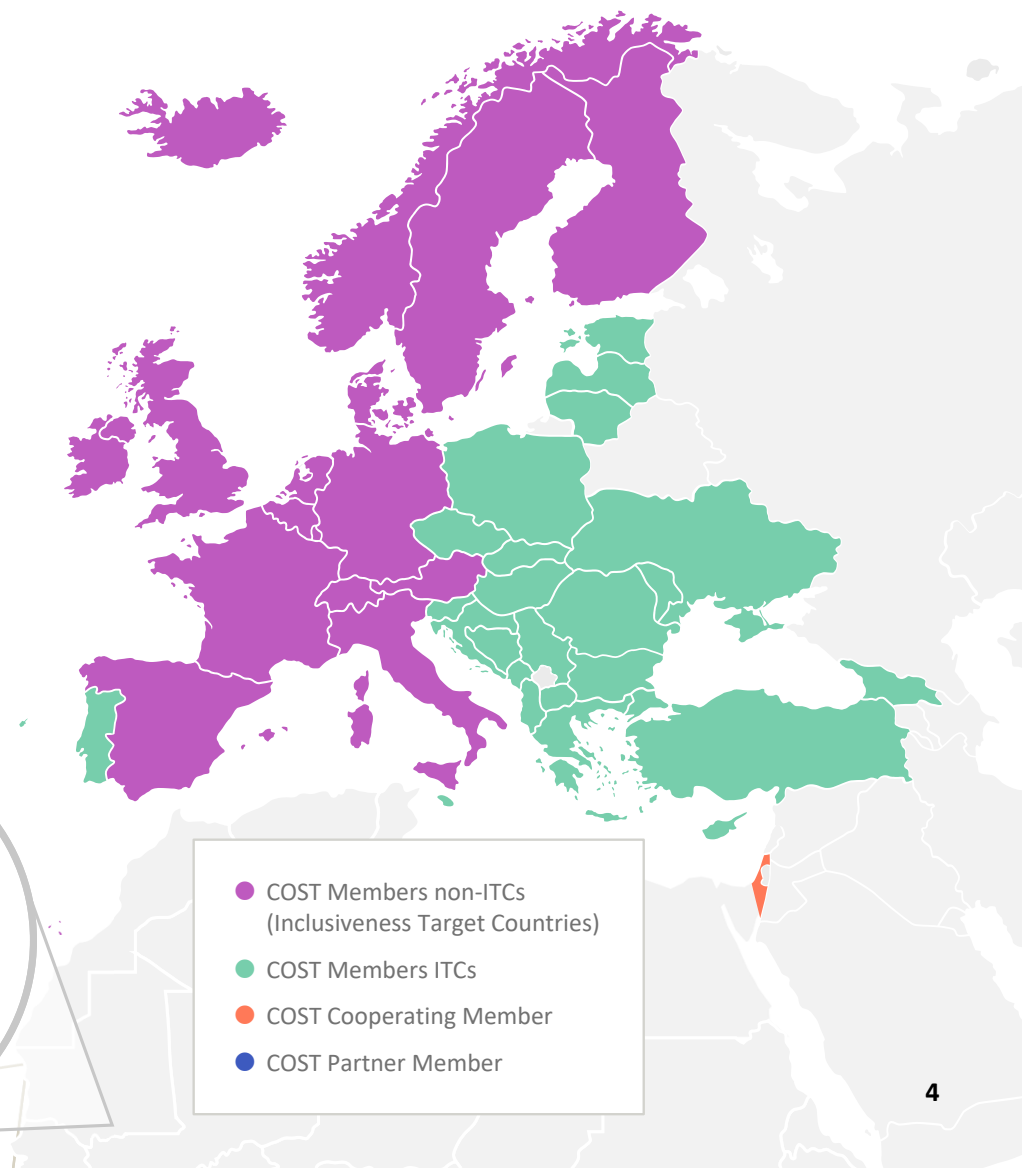 COST Members non-ITCs
(Inclusiveness Target Countries)
COST Members ITCs
COST Cooperating Member
COST Partner Member
4